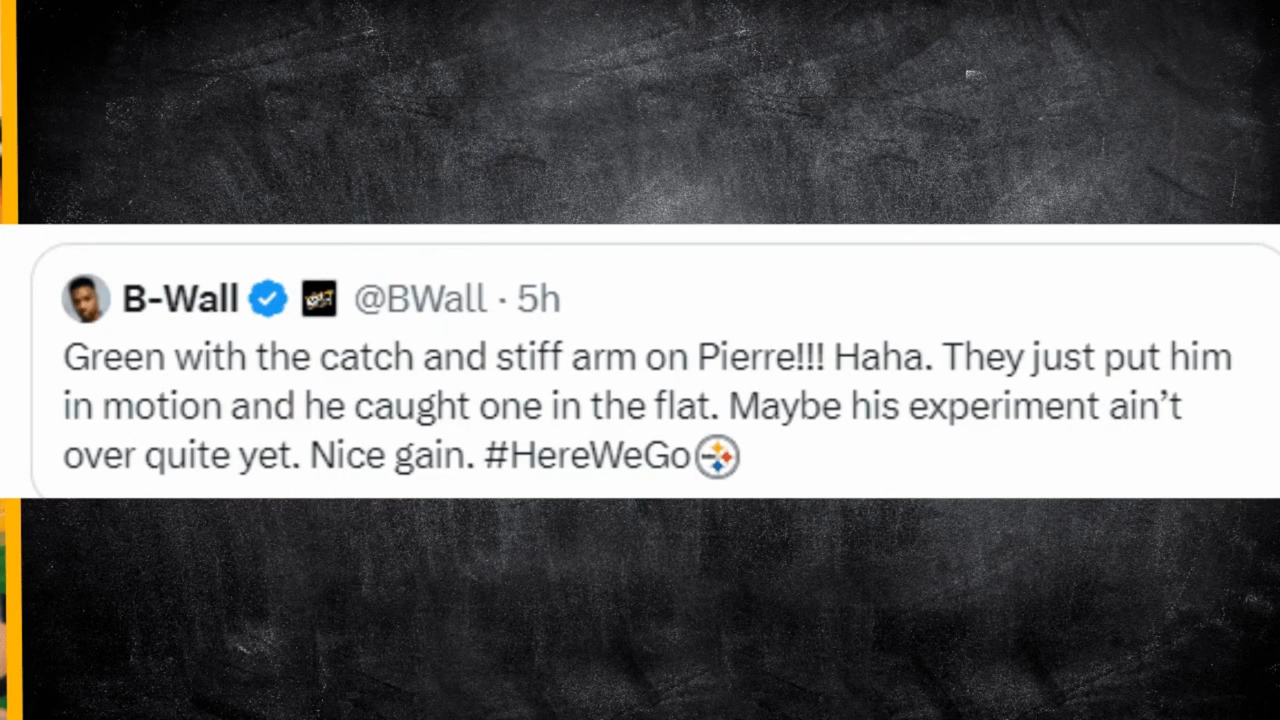 B-Wall @BWall · 5h
Green with the catch and stiff arm on Pierre!!! Haha. They just put him
in motion and he caught one in the flat. Maybe his experiment ain’t
over quite yet. Nice gain. #HereWeGo